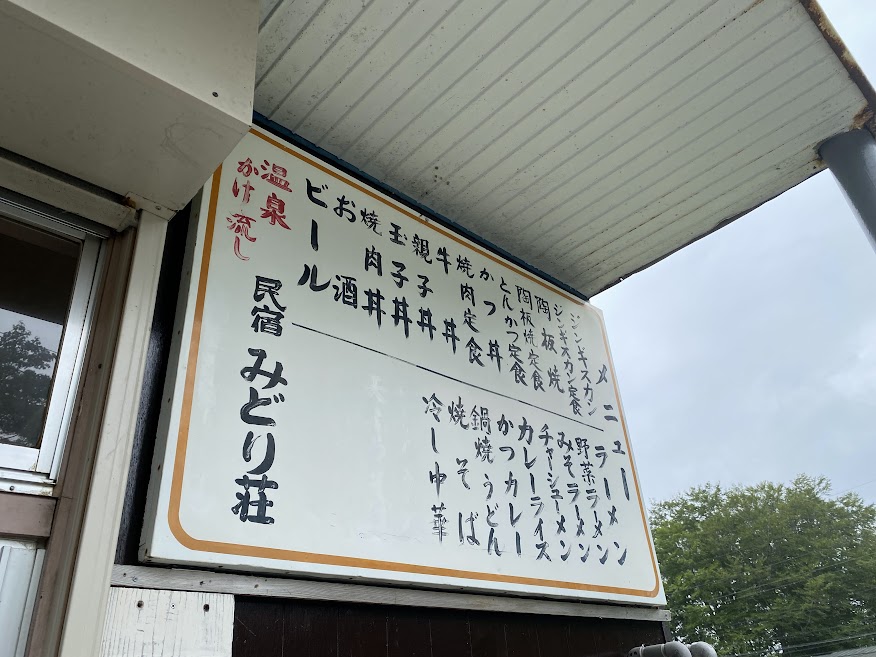 メニュー
ジンギスカン
ジンギスカン定食
陶板焼
陶板焼定食
とんかつ定食
かつ丼
焼肉定食
牛丼
親子丼
玉子丼
焼肉丼
お酒
ビール
ラーメン
野菜ラーメン
みそラーメン
チャーシューメン
カレーライス
かつカレー
鍋焼うどん
焼そば
冷し中華
温泉
かけ流し
民宿 みどり荘